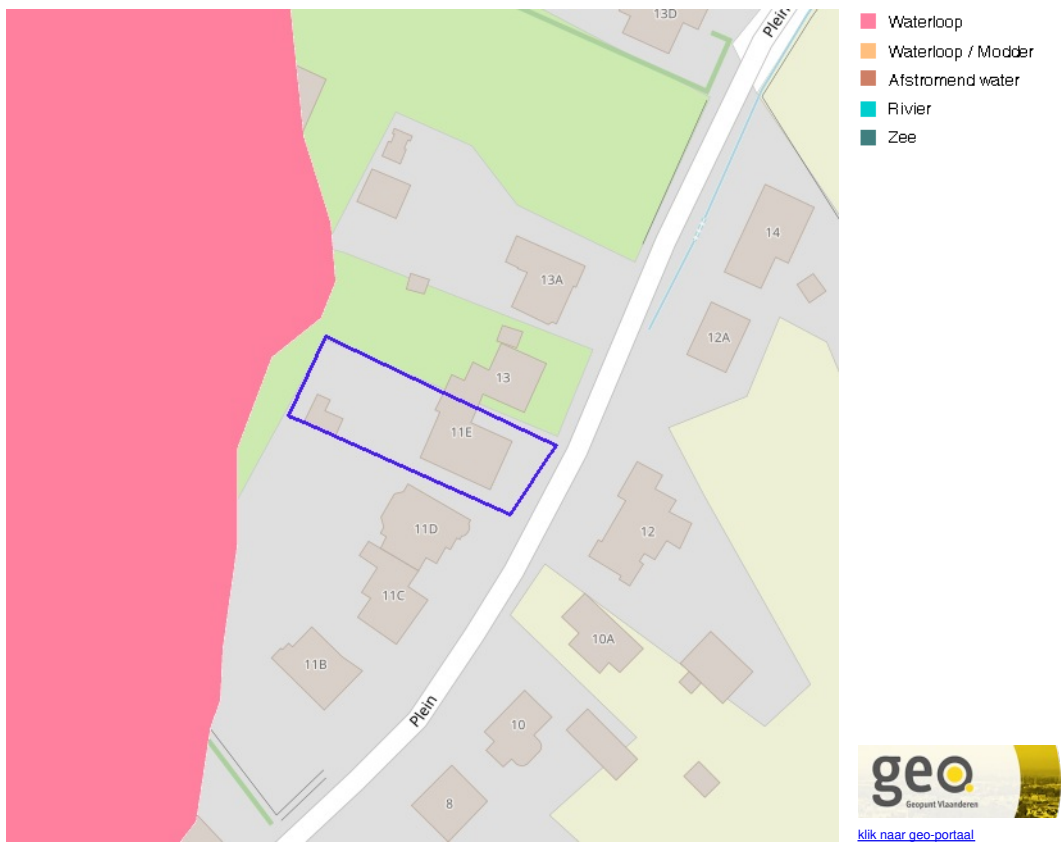 13D
Plein
14
13A
12A
13
11E
11D
12
11C
10A
11B
Plein
10
8
Waterloop
Waterloop / Modder
Afstromend water
Rivier
Zee
geo
Geopunt Vlaanderen
klik naar geo-portaal